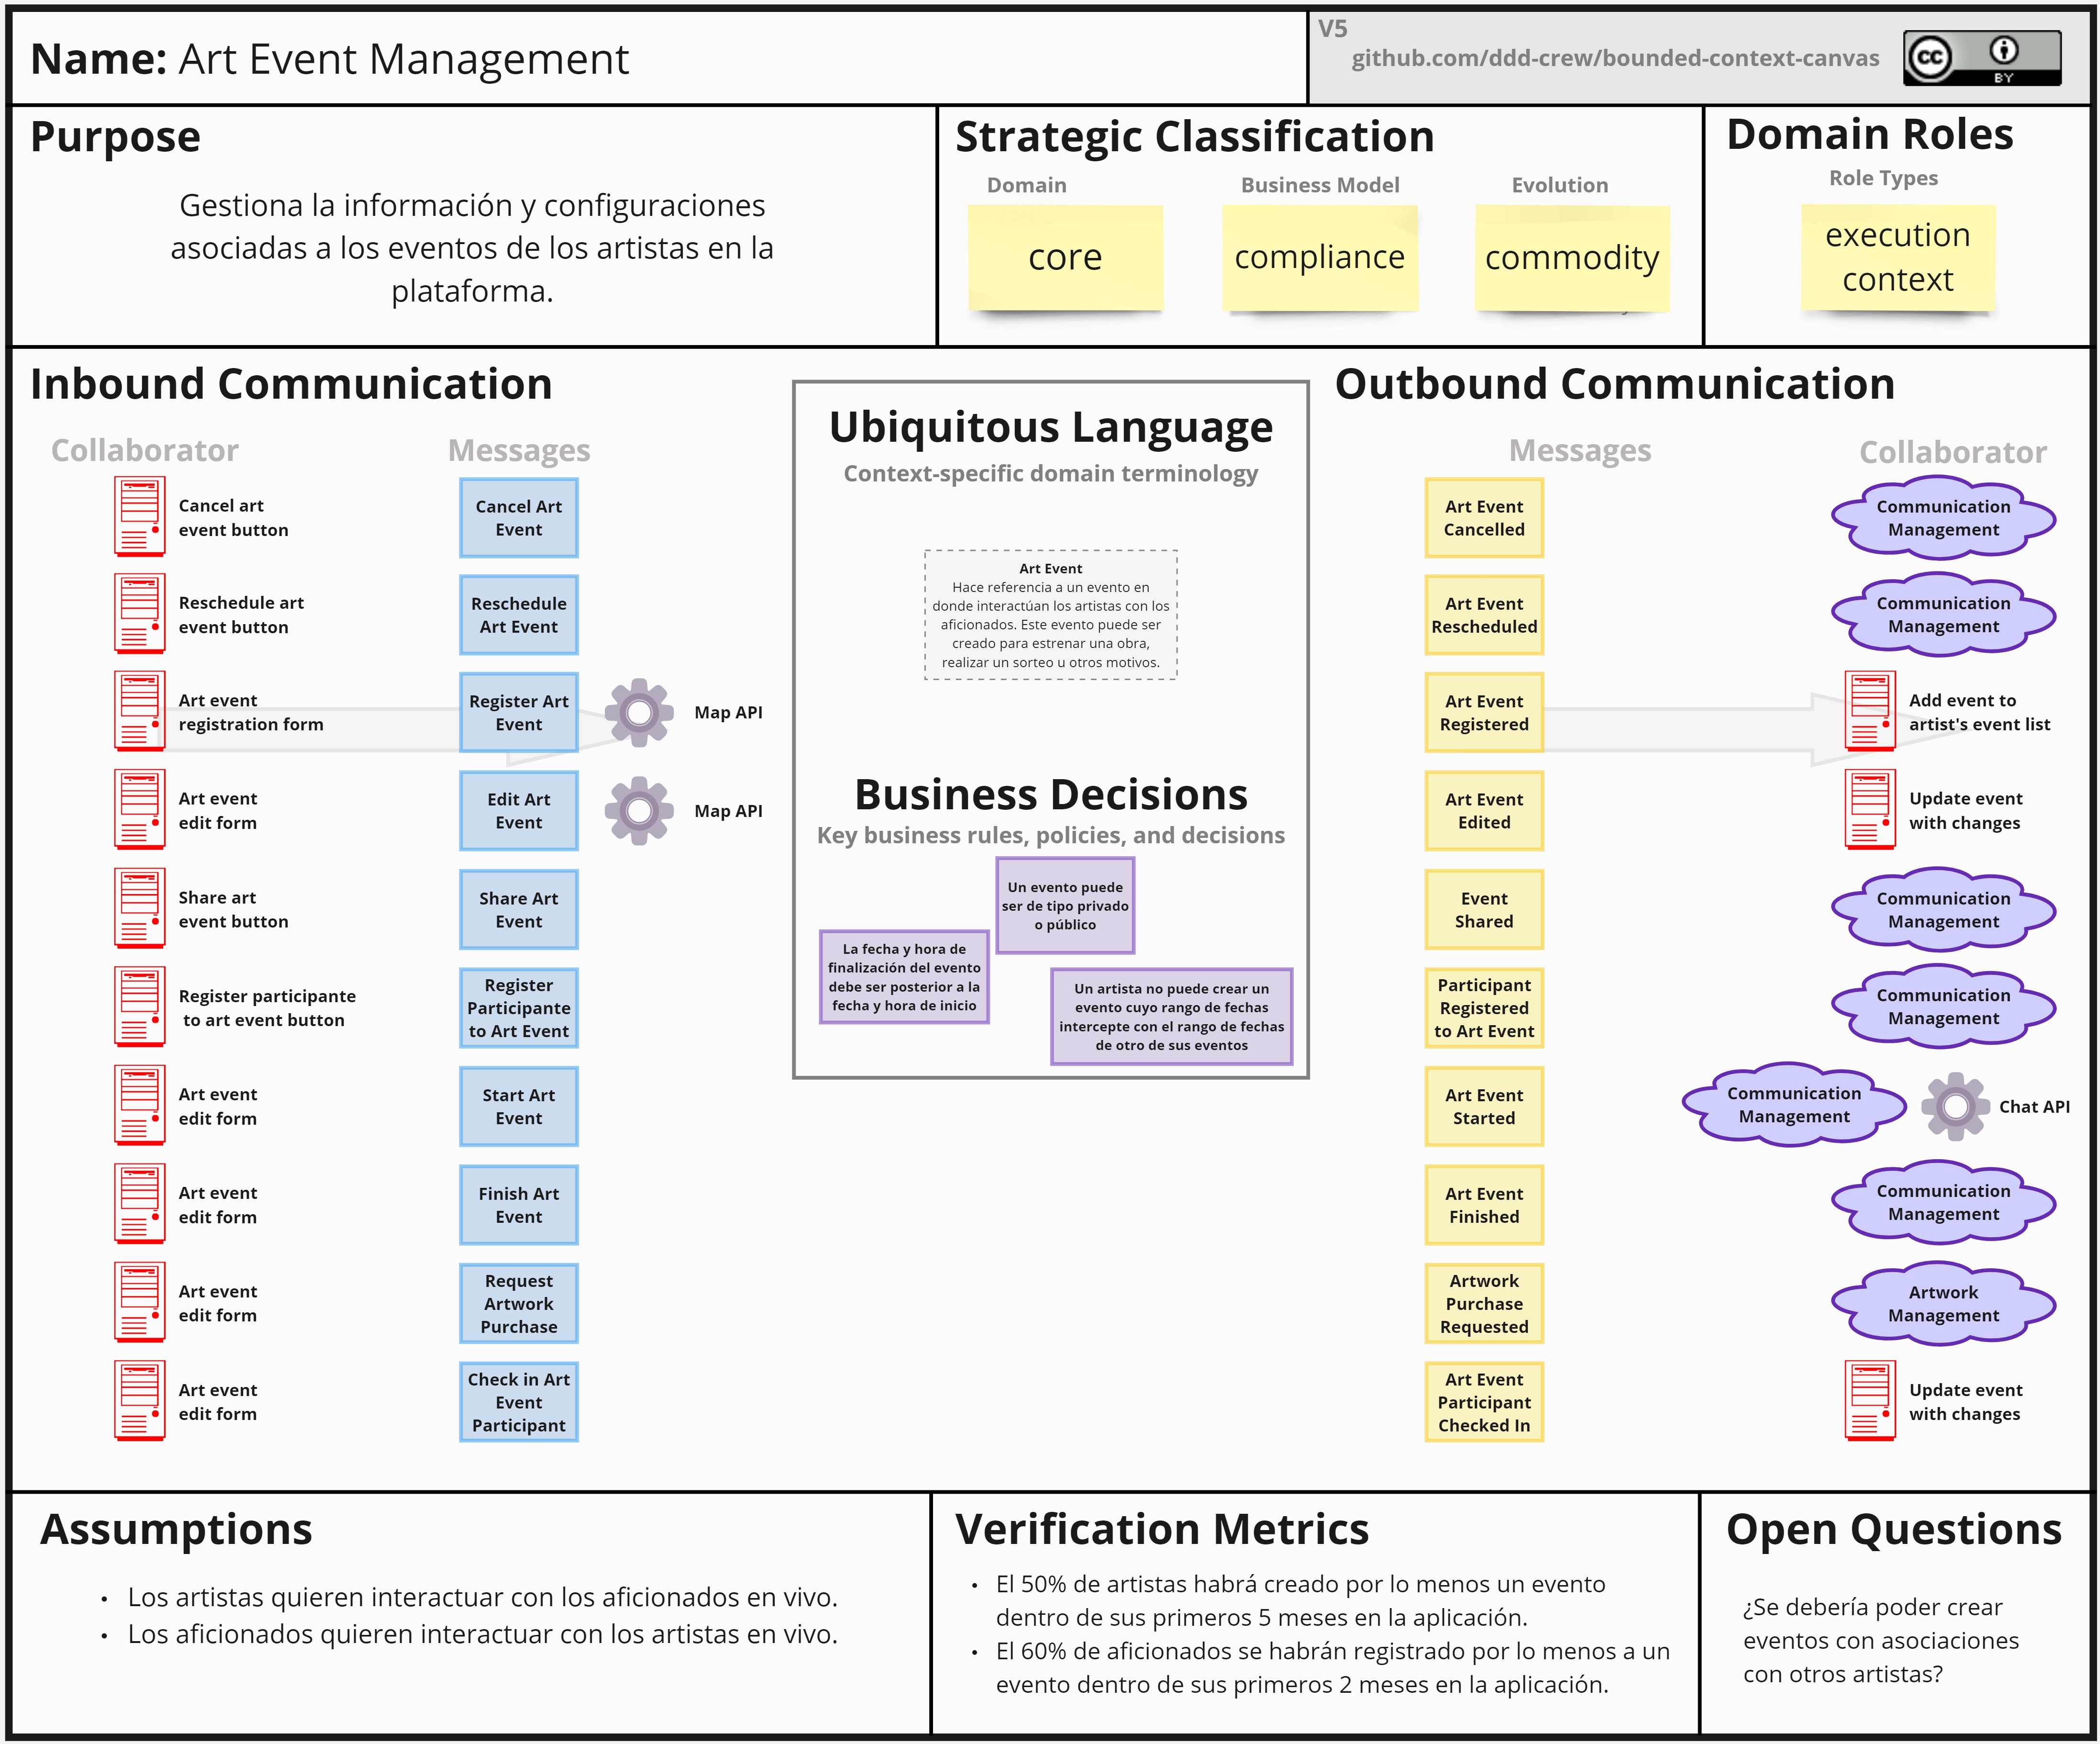 Name: Art Event Management
V5
github.com/ddd-crew/bounded-context-canvas
cc
BY
Purpose
Gestiona la información y configuraciones
asociadas a los eventos de los artistas en la
plataforma.
Strategic Classification
Domain
core
Business Model
compliance
Evolution
commodity
Domain Roles
Role Types
execution
context
Inbound Communication
Collaborator
Messages
Cancel art
event button
Cancel Art
Event
Reschedule art
event button
Reschedule
Art Event
Art event
registration form
Register Art
Event
Map API
Art event
edit form
Edit Art
Event
Map API
Share art
event button
Share Art
Event
Register participante
to art event button
Register
Participante
to Art Event
Art event
edit form
Start Art
Event
Art event
edit form
Finish Art
Event
Art event
edit form
Request
Artwork
Purchase
Art event
edit form
Check in Art
Event
Participant
Ubiquitous Language
Context-specific domain terminology
Art Event
Hace referencia a un evento en
donde interactúan los artistas con los
aficionados. Este evento puede ser
creado para estrenar una obra,
realizar un sorteo u otros motivos.
Business Decisions
Key business rules, policies, and decisions
Un evento puede
ser de tipo privado
o público
La fecha y hora de
finalización del evento
debe ser posterior a la
fecha y hora de inicio
Un artista no puede crear un
evento cuyo rango de fechas
intercepte con el rango de fechas
de otro de sus eventos
Outbound Communication
Messages
Collaborator
Art Event
Cancelled
Communication
Management
Art Event
Rescheduled
Communication
Management
Art Event
Registered
Add event to
artist's event list
Art Event
Edited
Update event
with changes
Event
Shared
Communication
Management
Participant
Registered
to Art Event
Communication
Management
Art Event
Started
Communication
Management
Chat API
Art Event
Finished
Communication
Management
Artwork
Purchase
Requested
Artwork
Management
Art Event
Participant
Checked In
Update event
with changes
Assumptions
• Los artistas quieren interactuar con los aficionados en vivo.
• Los aficionados quieren interactuar con los artistas en vivo.
Verification Metrics
• El 50% de artistas habrá creado por lo menos un evento
dentro de sus primeros 5 meses en la aplicación.
• El 60% de aficionados se habrán registrado por lo menos a un
evento dentro de sus primeros 2 meses en la aplicación.
Open Questions
¿Se debería poder crear
eventos con asociaciones
con otros artistas?